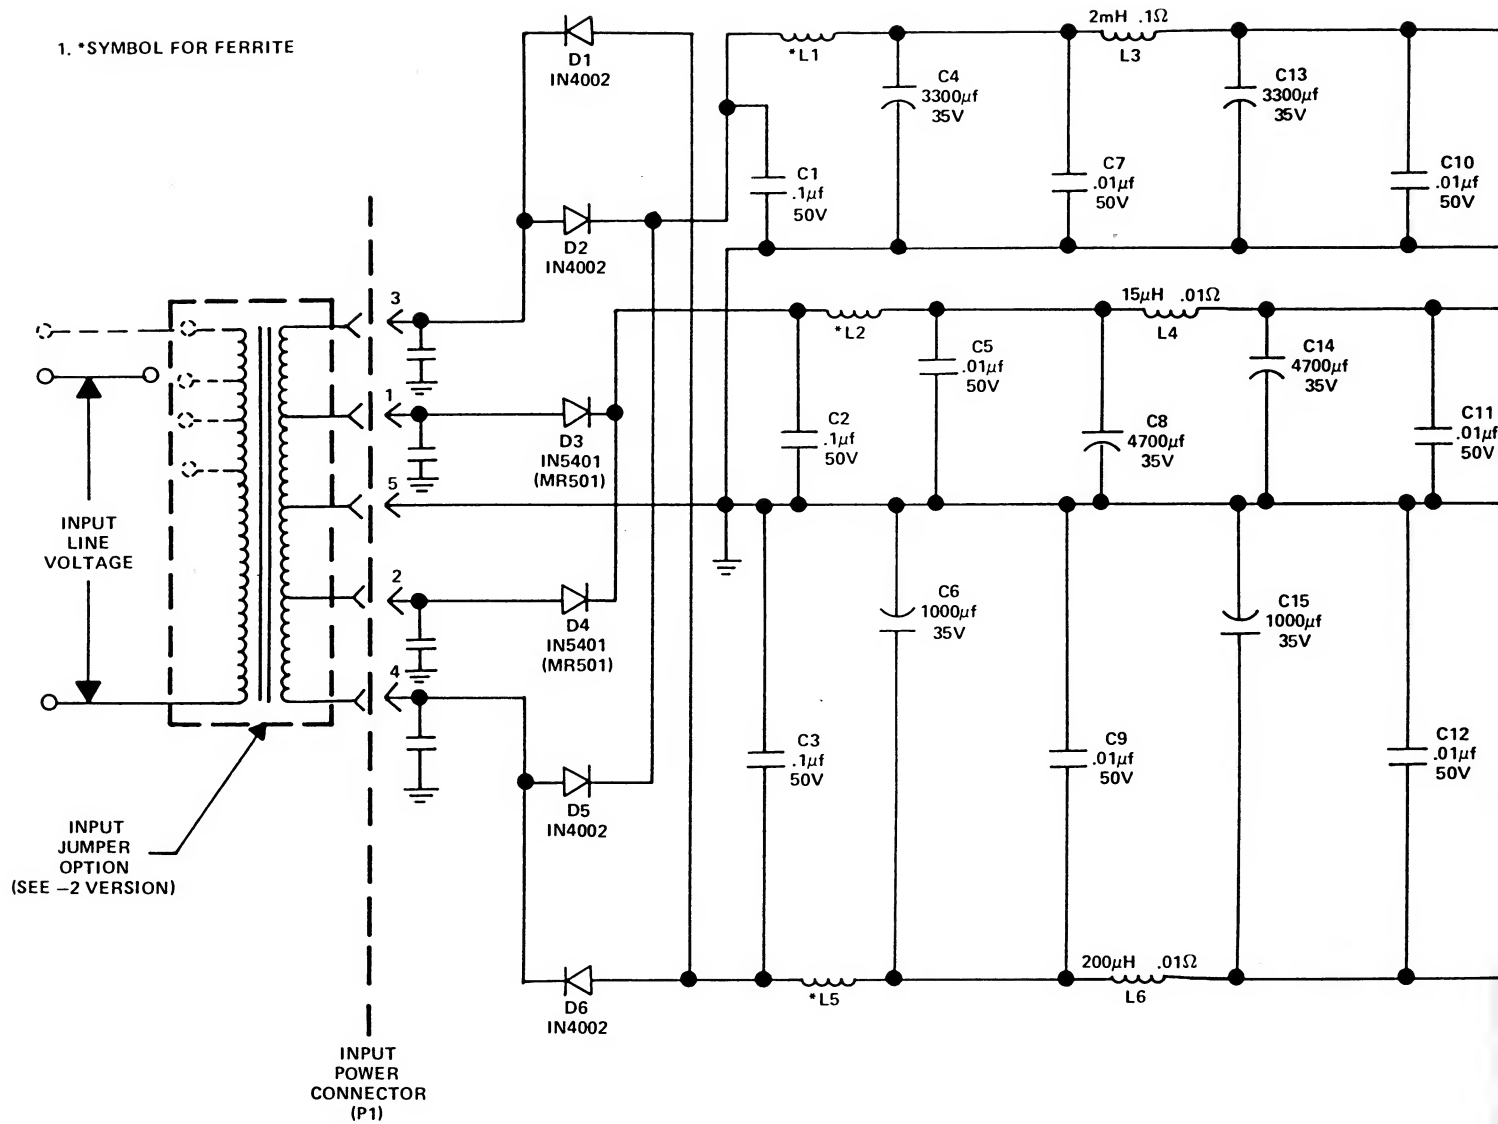 1. *SYMBOL FOR FERRITE
D1
IN4002
*L1
2mH .1Ω
L3
C4
3300µf
35V
C13
3300µf
35V
C1
.1µf
50V
C7
.01µf
50V
C10
.01µf
50V
D2
IN4002
3
15µH .01Ω
*L2
L4
C5
.01µf
50V
C14
4700µf
35V
1
D3
IN5401
(MR501)
C2
.1µf
50V
C8
4700µf
35V
C11
.01µf
50V
5
INPUT
LINE
VOLTAGE
2
D4
IN5401
(MR501)
C6
1000µf
35V
C15
1000µf
35V
4
C3
.1µf
50V
C9
.01µf
50V
C12
.01µf
50V
D5
IN4002
INPUT
JUMPER
OPTION
(SEE –2 VERSION)
200µH .01Ω
*L5
L6
D6
IN4002
INPUT
POWER
CONNECTOR
(P1)